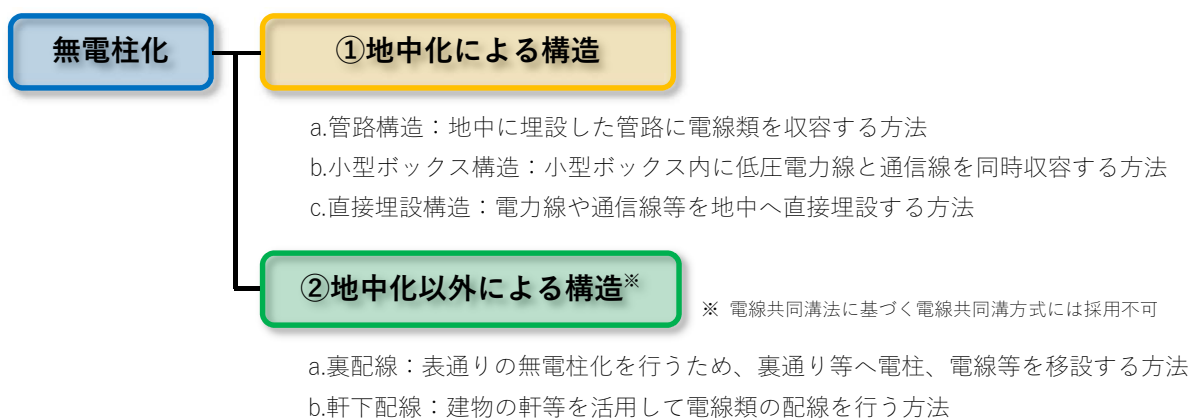 無電柱化
①地中化による構造
a.管路構造：地中に埋設した管路に電線類を収容する方法
b.小型ボックス構造：小型ボックス内に低圧電力線と通信線を同時収容する方法
c.直接埋設構造：電力線や通信線等を地中へ直接埋設する方法
②地中化以外による構造※
※ 電線共同溝法に基づく電線共同溝方式には採用不可
a.裏配線：表通りの無電柱化を行うため、裏通り等へ電柱、電線等を移設する方法
b.軒下配線：建物の軒等を活用して電線類の配線を行う方法